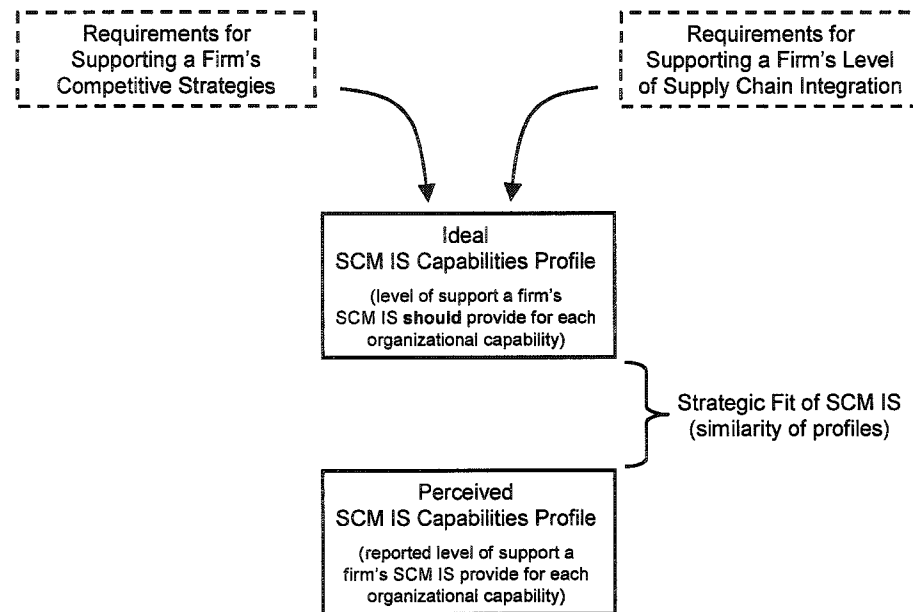 Requirements for
Supporting a Firm's
Competitive Strategies
Requirements for
Supporting a Firm's Level
of Supply Chain Integration
Ideal
SCM IS Capabilities Profile
(level of support a firm's
SCM IS should provide for each
organizational capability)
Strategic Fit of SCM IS
(similarity of profiles)
Perceived
SCM IS Capabilities Profile
(reported level of support a
firm's SCM IS provide for each
organizational capability)